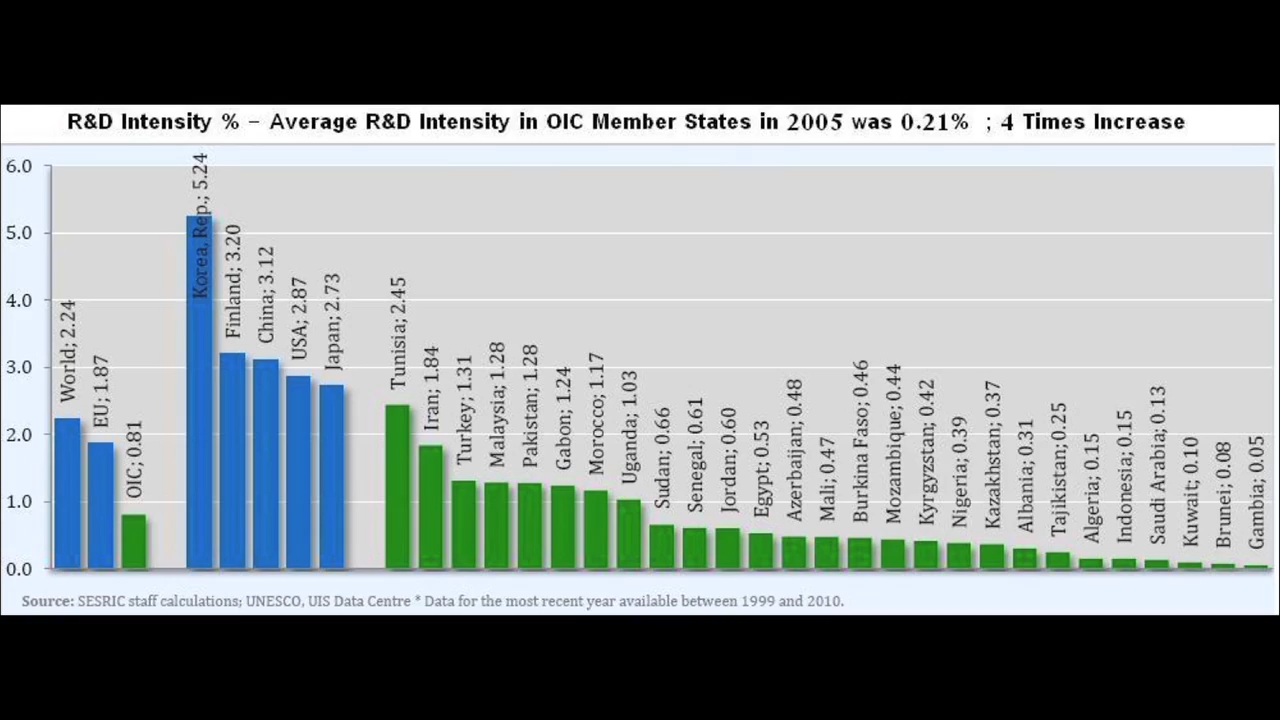 R&D Intensity % – Average R&D Intensity in OIC Member States in 2005 was 0.21% ; 4 Times Increase
6.0
5.0
4.0
3.0
2.0
1.0
0.0
World; 2.24
EU; 1.87
OIC; 0.81
Korea, Rep.; 5.24
Finland; 3.20
China; 3.12
USA; 2.87
Japan; 2.73
Tunisia; 2.45
Iran; 1.84
Turkey; 1.31
Malaysia; 1.28
Pakistan; 1.28
Gabon; 1.24
Morocco; 1.17
Uganda; 1.03
Sudan; 0.66
Senegal; 0.61
Jordan; 0.60
Egypt; 0.53
Azerbaijan; 0.48
Mali; 0.47
Burkina Faso; 0.46
Mozambique; 0.44
Kyrgyzstan; 0.42
Nigeria; 0.39
Kazakhstan; 0.37
Albania; 0.31
Tajikistan; 0.25
Algeria; 0.15
Indonesia; 0.15
Saudi Arabia; 0.13
Kuwait; 0.10
Brunei; 0.08
Gambia; 0.05
Source: SESRIC staff calculations; UNESCO, UIS Data Centre * Data for the most recent year available between 1999 and 2010.